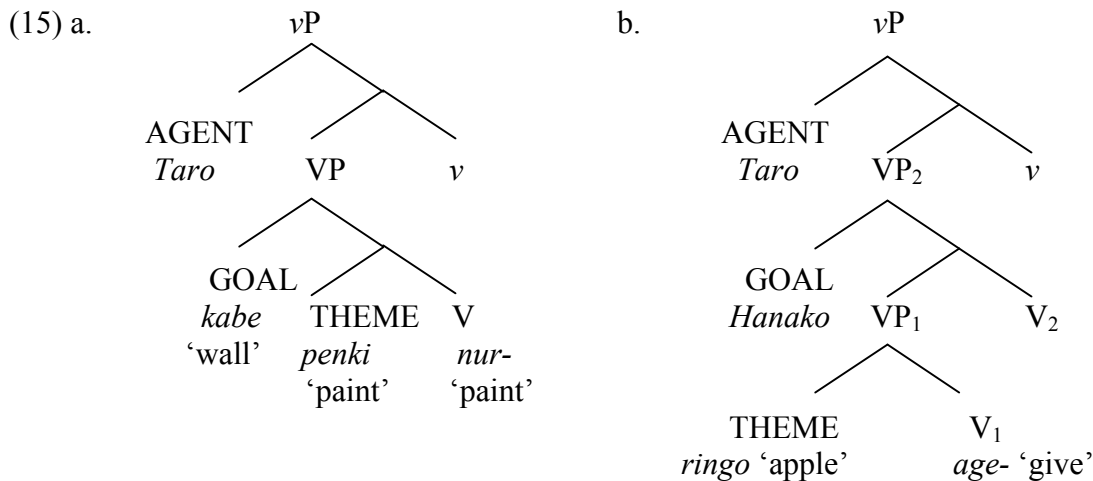 (15) a. vP b. vP
AGENT AGENT
Taro VP v Taro VP₂ v
GOAL GOAL
kabe THEME V Hanako VP₁ V₂
‘wall’ penki nur-
‘paint’ ‘paint’
THEME V₁
ringo ‘apple’ age- ‘give’